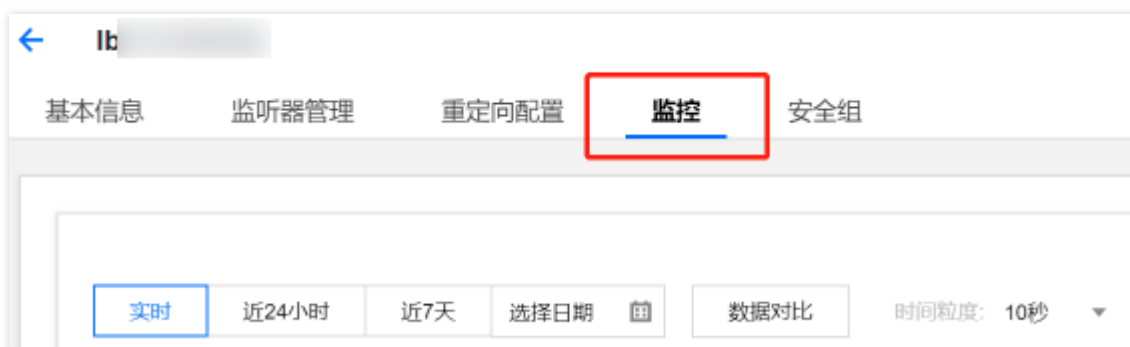 lb
基本信息 监听器管理 重定向配置 监控 安全组
实时 近24小时 近7天 选择日期 数据对比 时间粒度: 10秒